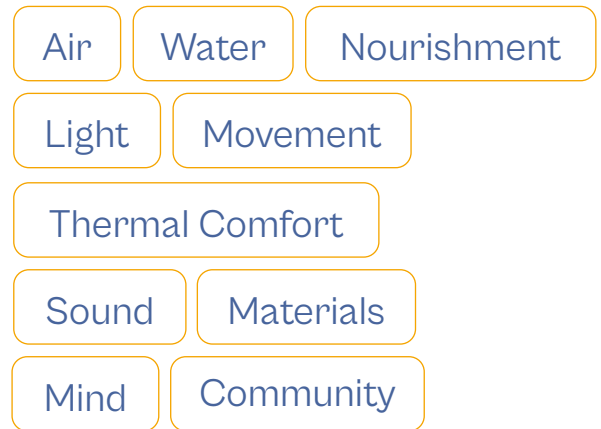 Air Water Nourishment
Light Movement
Thermal Comfort
Sound Materials
Mind Community